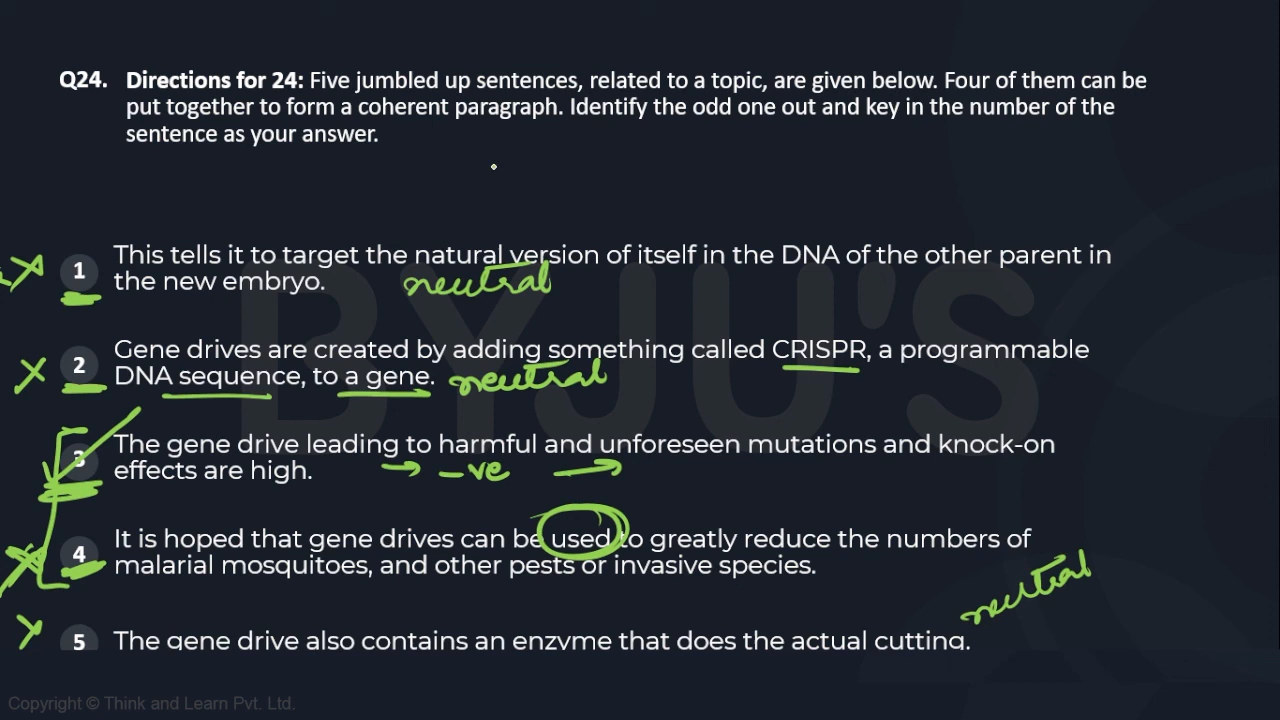 Q24. Directions for 24: Five jumbled up sentences, related to a topic, are given below. Four of them can be
put together to form a coherent paragraph. Identify the odd one out and key in the number of the
sentence as your answer.
1 This tells it to target the natural version of itself in the DNA of the other parent in
the new embryo.
neutral
2 Gene drives are created by adding something called CRISPR, a programmable
DNA sequence, to a gene. neutral
3 The gene drive leading to harmful and unforeseen mutations and knock-on
effects are high. → -ve →
4 It is hoped that gene drives can be used to greatly reduce the numbers of
malarial mosquitoes, and other pests or invasive species.
neutral
5 The gene drive also contains an enzyme that does the actual cutting.
BYJU'S
Copyright © Think and Learn Pvt. Ltd.